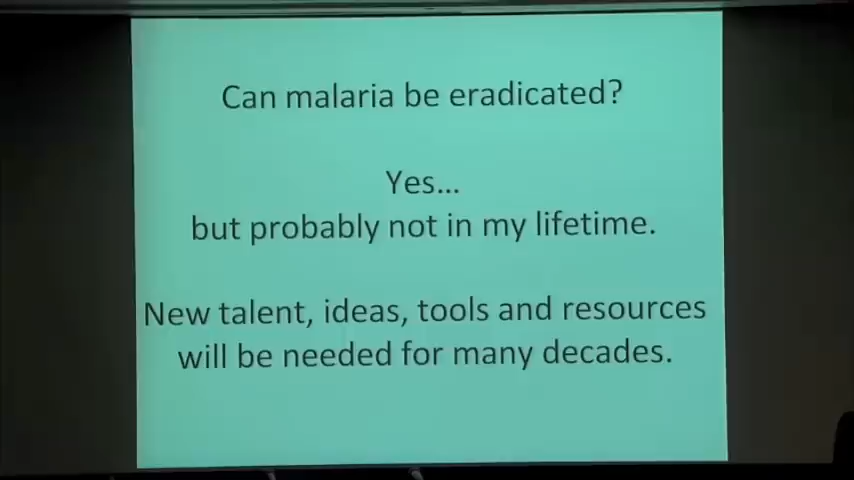 Can malaria be eradicated?
Yes...
but probably not in my lifetime.
New talent, ideas, tools and resources
will be needed for many decades.